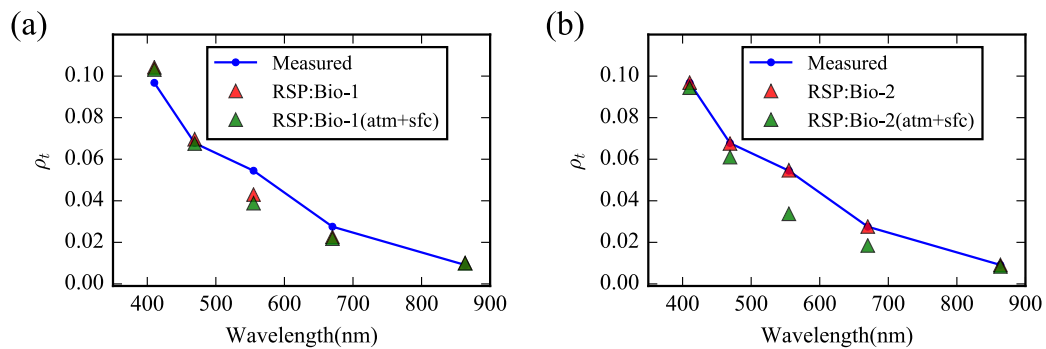 (a)
0.10
0.08
0.06
0.04
0.02
0.00
ρt
Measured
RSP:Bio-1
RSP:Bio-1(atm+sfc)
400 500 600 700 800 900
Wavelength(nm)
(b)
0.10
0.08
0.06
0.04
0.02
0.00
ρt
Measured
RSP:Bio-2
RSP:Bio-2(atm+sfc)
400 500 600 700 800 900
Wavelength(nm)